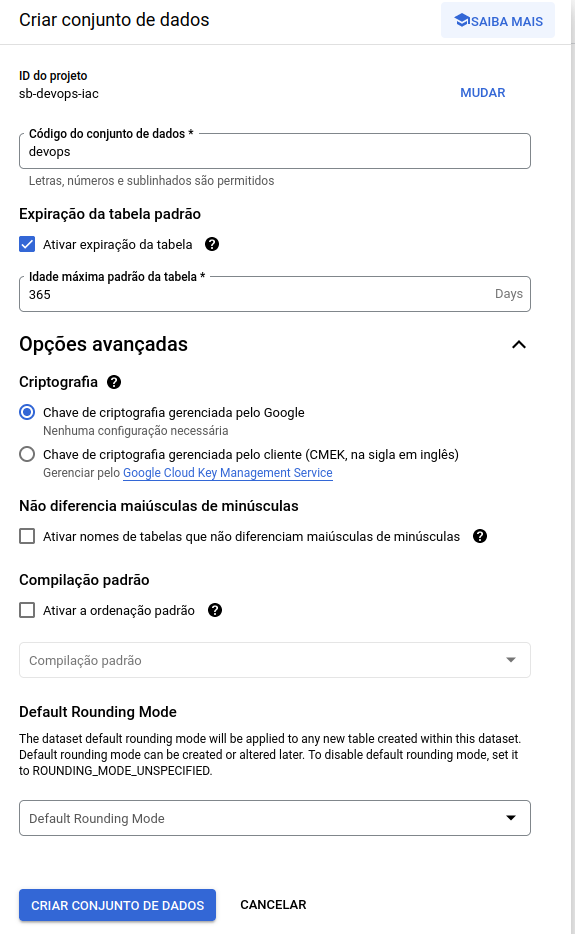 Criar conjunto de dados
SAIBA MAIS
ID do projeto
sb-devops-iac
MUDAR
Código do conjunto de dados *
devops
Letras, números e sublinhados são permitidos
Expiração da tabela padrão
Ativar expiração da tabela
Idade máxima padrão da tabela *
365
Days
Opções avançadas
Criptografia
Chave de criptografia gerenciada pelo Google
Nenhuma configuração necessária
Chave de criptografia gerenciada pelo cliente (CMEK, na sigla em inglês)
Gerenciar pelo Google Cloud Key Management Service
Não diferencia maiúsculas de minúsculas
Ativar nomes de tabelas que não diferenciam maiúsculas de minúsculas
Compilação padrão
Ativar a ordenação padrão
Compilação padrão
Default Rounding Mode
The dataset default rounding mode will be applied to any new table created within this dataset.
Default rounding mode can be created or altered later. To disable default rounding mode, set it
to ROUNDING_MODE_UNSPECIFIED.
Default Rounding Mode
CRIAR CONJUNTO DE DADOS
CANCELAR